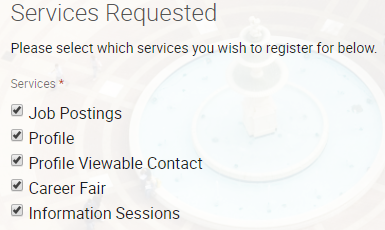 Services Requested
Please select which services you wish to register for below.
Services *
Job Postings
Profile
Profile Viewable Contact
Career Fair
Information Sessions